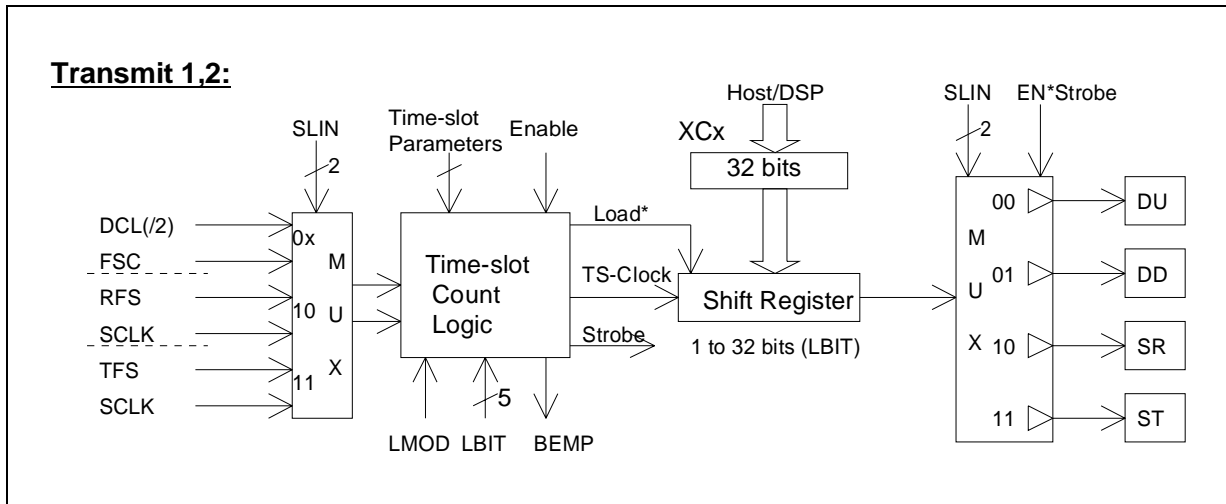 Transmit 1,2:
SLIN
2
Time-slot
Parameters
Enable
Host/DSP
XCx
32 bits
SLIN
2
EN*Strobe
DCL(/2)
FSC
RFS
SCLK
TFS
SCLK
0x
10
11
M
U
X
Time-slot
Count
Logic
Load*
TS-Clock
Strobe
Shift Register
1 to 32 bits (LBIT)
LMOD
LBIT
5
BEMP
M
U
X
00
01
10
11
DU
DD
SR
ST